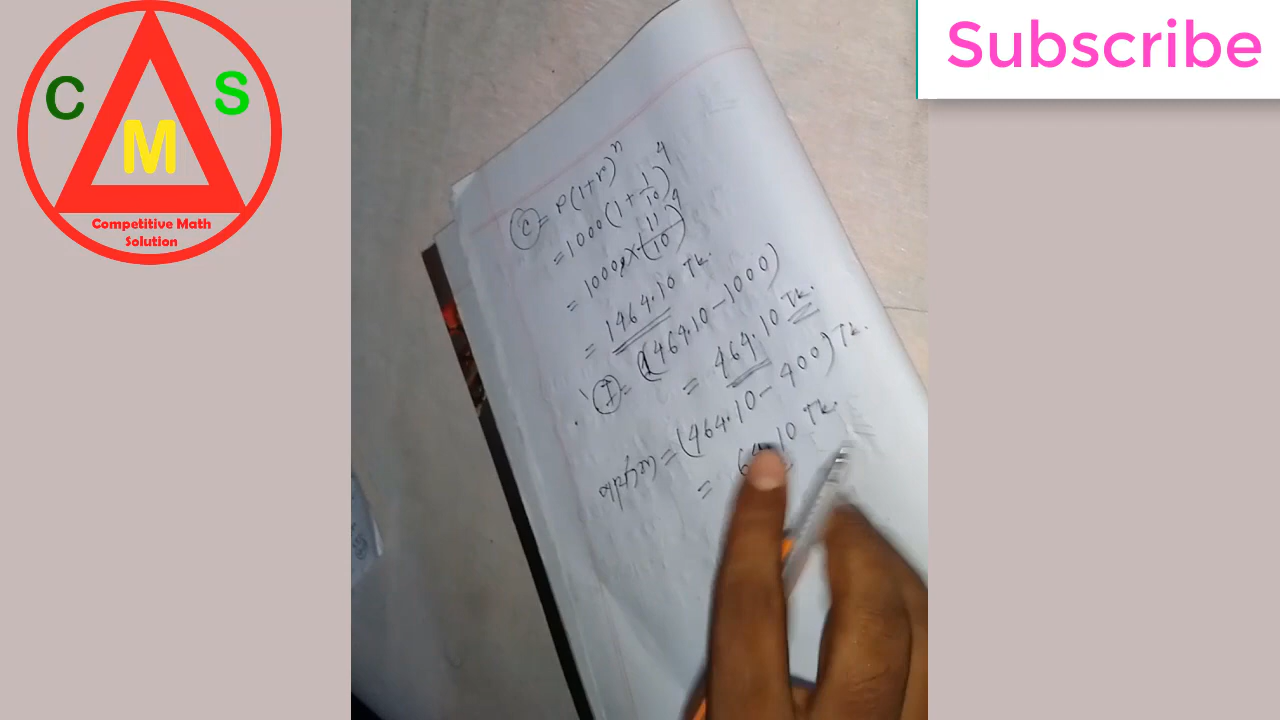 C S
M
Competitive Math
Solution
Subscribe
C = P(1+r)ⁿ
= 1000(1+1/10)⁴
= 1000×(11/10)⁴
= 1464.10 Tk.
∴ I = (1464.10-1000)
= 464.10 Tk.
= (464.10-400) Tk.
= 64.10 Tk.